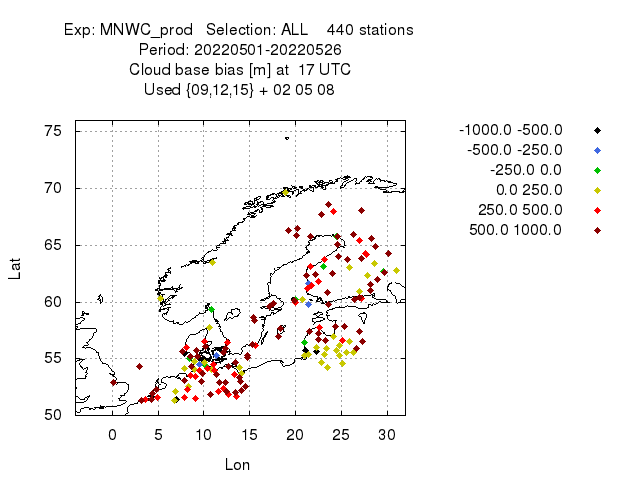 Exp: MNWC_prod   Selection: ALL    440 stations
Period: 20220501-20220526
Cloud base bias [m] at  17 UTC
Used {09,12,15} + 02 05 08
-1000.0 -500.0
-500.0 -250.0
-250.0 0.0
0.0 250.0
250.0 500.0
500.0 1000.0
75
70
65
60
55
50
Lat
0 5 10 15 20 25 30
Lon